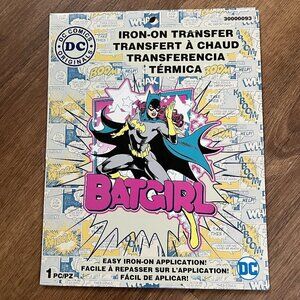 30000093
DC COMICS
DC
ORIGINALS
IRON-ON TRANSFER
TRANSFERT À CHAUD
TRANSFERENCIA
TÉRMICA
BATGIRL
EASY IRON-ON APPLICATION!
FACILE À REPASSER SUR L'APPLICATION!
FÁCIL DE APLICAR!
1 PC/PZ
DC